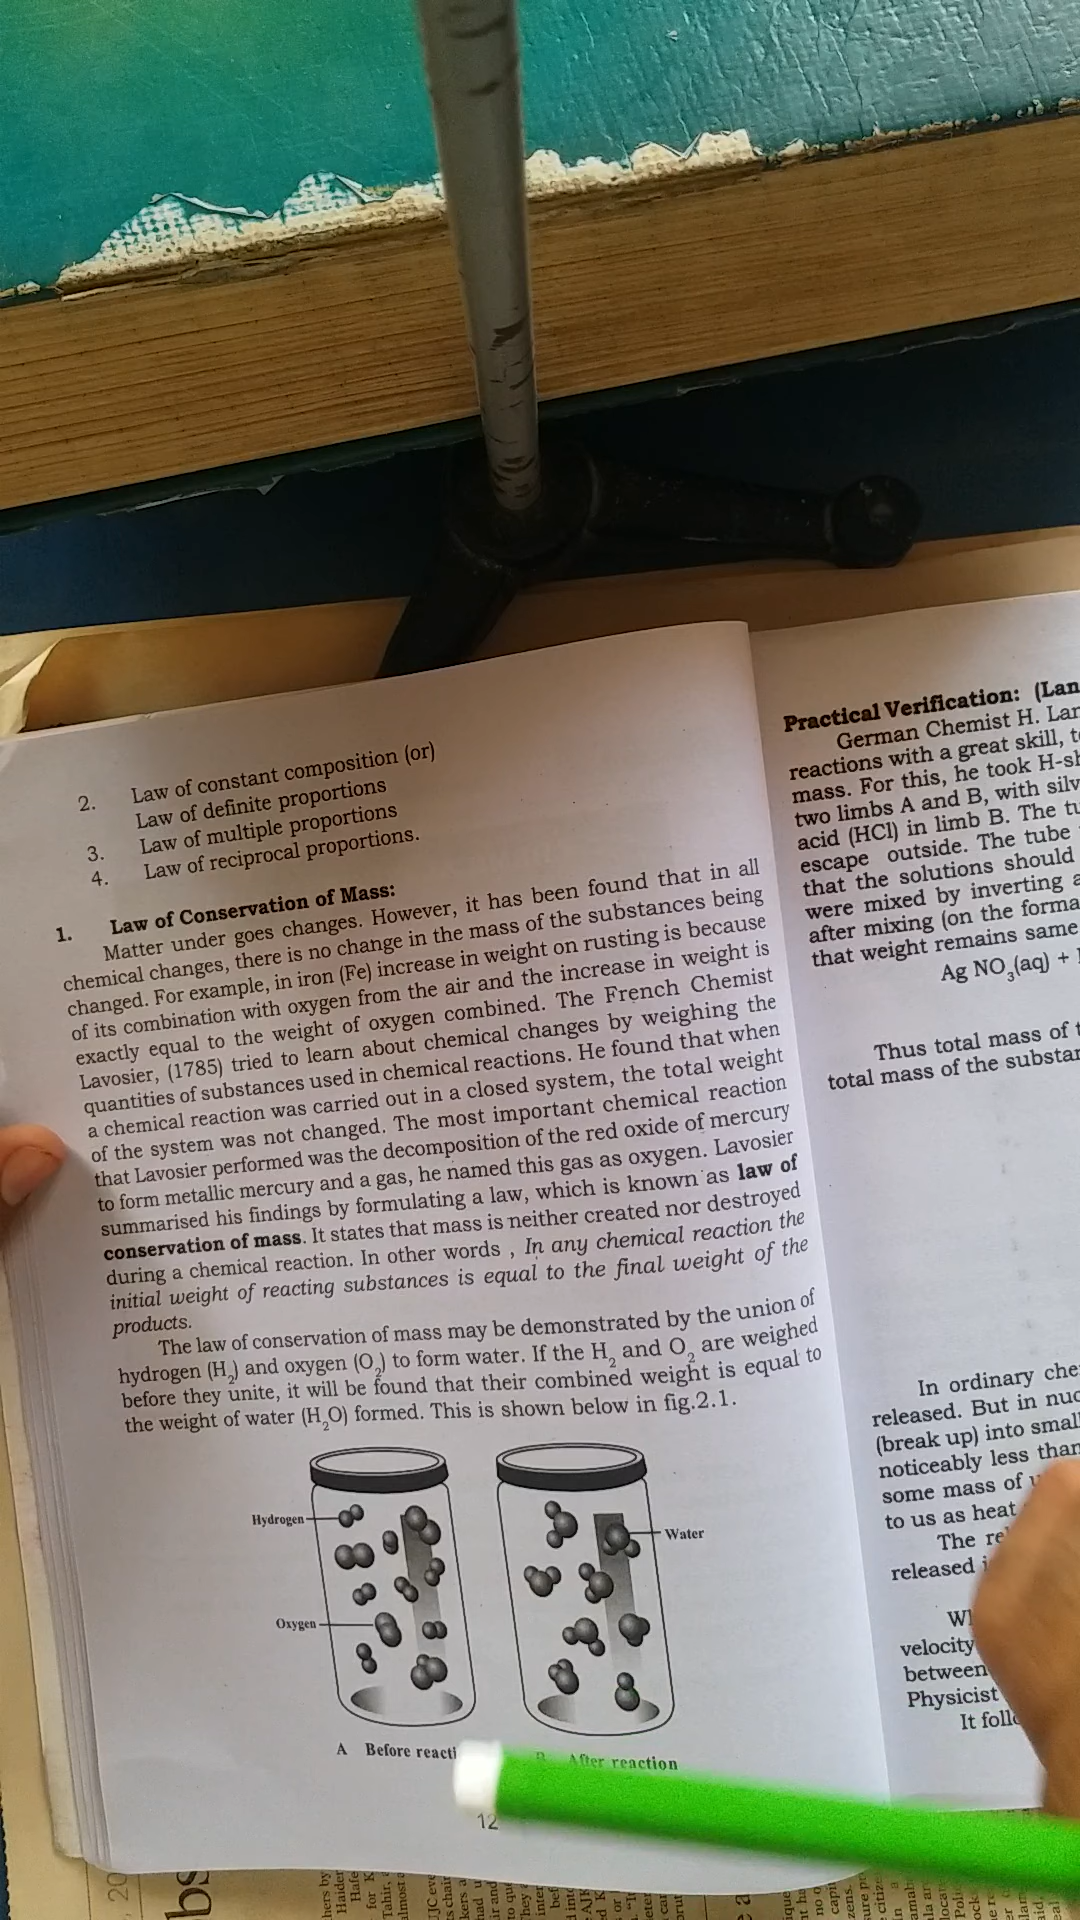 2. Law of constant composition (or)
Law of definite proportions
3. Law of multiple proportions
4. Law of reciprocal proportions.
1. Law of Conservation of Mass:
Matter under goes changes. However, it has been found that in all
chemical changes, there is no change in the mass of the substances being
changed. For example, in iron (Fe) increase in weight on rusting is because
of its combination with oxygen from the air and the increase in weight is
exactly equal to the weight of oxygen combined. The French Chemist
Lavosier, (1785) tried to learn about chemical changes by weighing the
quantities of substances used in chemical reactions. He found that when
a chemical reaction was carried out in a closed system, the total weight
of the system was not changed. The most important chemical reaction
that Lavosier performed was the decomposition of the red oxide of mercury
to form metallic mercury and a gas, he named this gas as oxygen. Lavosier
summarised his findings by formulating a law, which is known as law of
conservation of mass. It states that mass is neither created nor destroyed
during a chemical reaction. In other words , In any chemical reaction the
initial weight of reacting substances is equal to the final weight of the
products.
The law of conservation of mass may be demonstrated by the union of
hydrogen (H₂) and oxygen (O₂) to form water. If the H₂ and O₂ are weighed
before they unite, it will be found that their combined weight is equal to
the weight of water (H₂O) formed. This is shown below in fig.2.1.
Hydrogen
Oxygen
Water
A Before reacti
B After reaction
12
Practical Verification: (Lan
German Chemist H. Lan
reactions with a great skill, t
mass. For this, he took H-sh
two limbs A and B, with silv
acid (HCl) in limb B. The tu
escape outside. The tube
that the solutions should
were mixed by inverting a
after mixing (on the forma
that weight remains same
Ag NO₃(aq) +
Thus total mass of t
total mass of the substan
In ordinary che
released. But in nuc
(break up) into small
noticeably less than
some mass of
to us as heat
The re
released i
Wh
velocity
between
Physicist
It follo